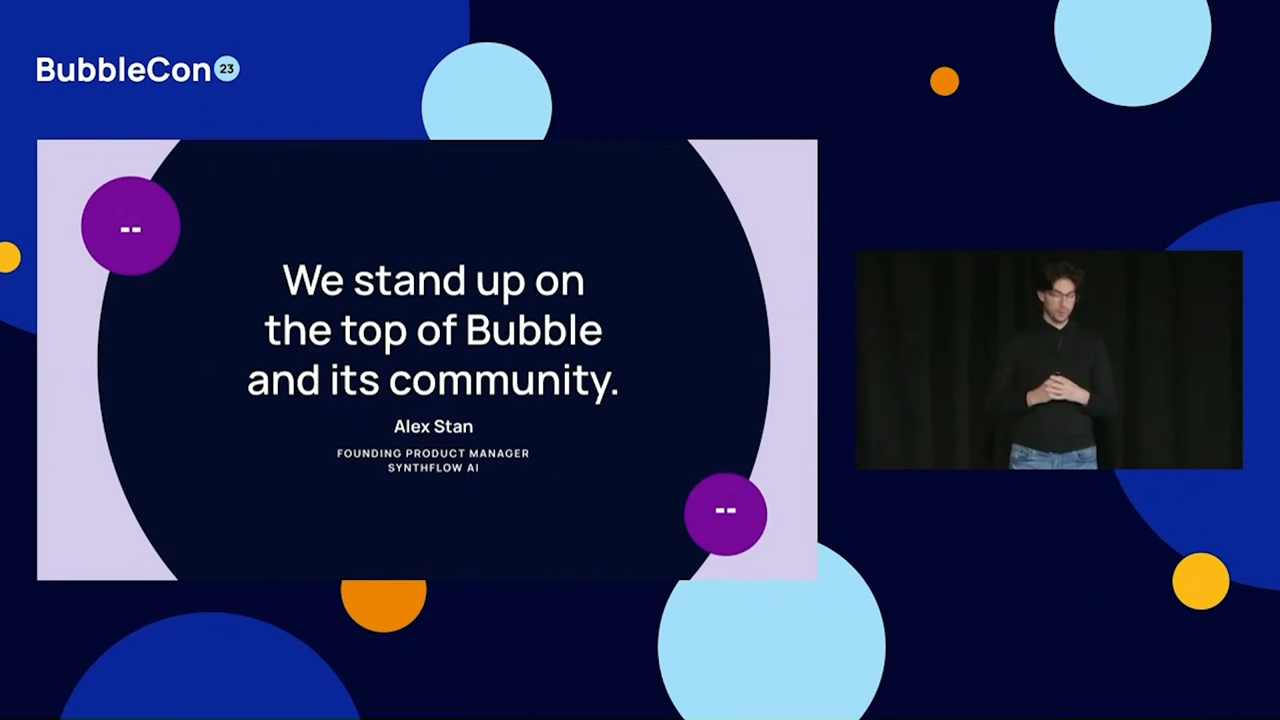 BubbleCon 23
We stand up on
the top of Bubble
and its community.
Alex Stan
FOUNDING PRODUCT MANAGER
SYNTHFLOW AI